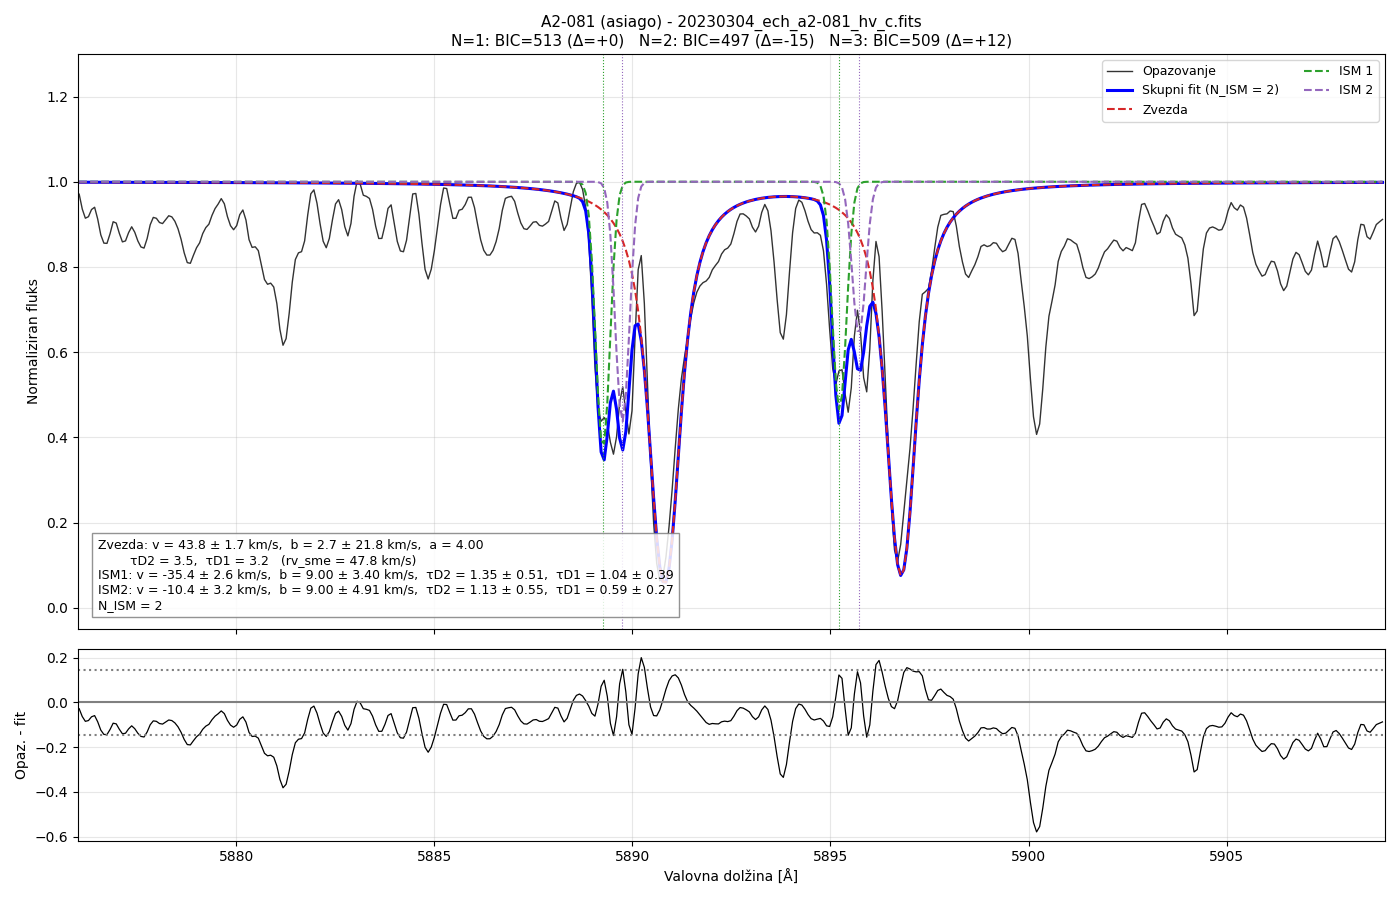 A2-081 (asiago) - 20230304_ech_a2-081_hv_c.fits
N=1: BIC=513 (Δ=+0)   N=2: BIC=497 (Δ=-15)   N=3: BIC=509 (Δ=+12)
Opazovanje
Skupni fit (N_ISM = 2)
Zvezda
ISM 1
ISM 2
Normaliziran fluks
1.2
1.0
0.8
0.6
0.4
0.2
0.0
Zvezda: v = 43.8 ± 1.7 km/s,  b = 2.7 ± 21.8 km/s,  a = 4.00
τD2 = 3.5,  τD1 = 3.2   (rv_sme = 47.8 km/s)
ISM1: v = -35.4 ± 2.6 km/s,  b = 9.00 ± 3.40 km/s,  τD2 = 1.35 ± 0.51,  τD1 = 1.04 ± 0.39
ISM2: v = -10.4 ± 3.2 km/s,  b = 9.00 ± 4.91 km/s,  τD2 = 1.13 ± 0.55,  τD1 = 0.59 ± 0.27
N_ISM = 2
Opaz. - fit
0.2
0.0
−0.2
−0.4
−0.6
5880
5885
5890
5895
5900
5905
Valovna dolžina [Å]